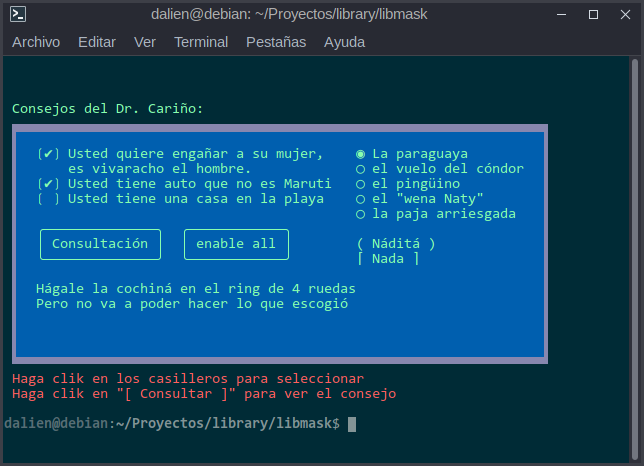 dalien@debian: ~/Proyectos/library/libmask
Archivo Editar Ver Terminal Pestañas Ayuda
Consejos del Dr. Cariño:
(✔) Usted quiere engañar a su mujer,
es vivaracho el hombre.
(✔) Usted tiene auto que no es Maruti
( ) Usted tiene una casa en la playa
◉ La paraguaya
○ el vuelo del cóndor
○ el pingüino
○ el "wena Naty"
○ la paja arriesgada
Consultación
enable all
( Náditá )
⌈ Nada ⌉
Hágale la cochiná en el ring de 4 ruedas
Pero no va a poder hacer lo que escogió
Haga clik en los casilleros para seleccionar
Haga clik en "[ Consultar ]" para ver el consejo
dalien@debian:~/Proyectos/library/libmask$